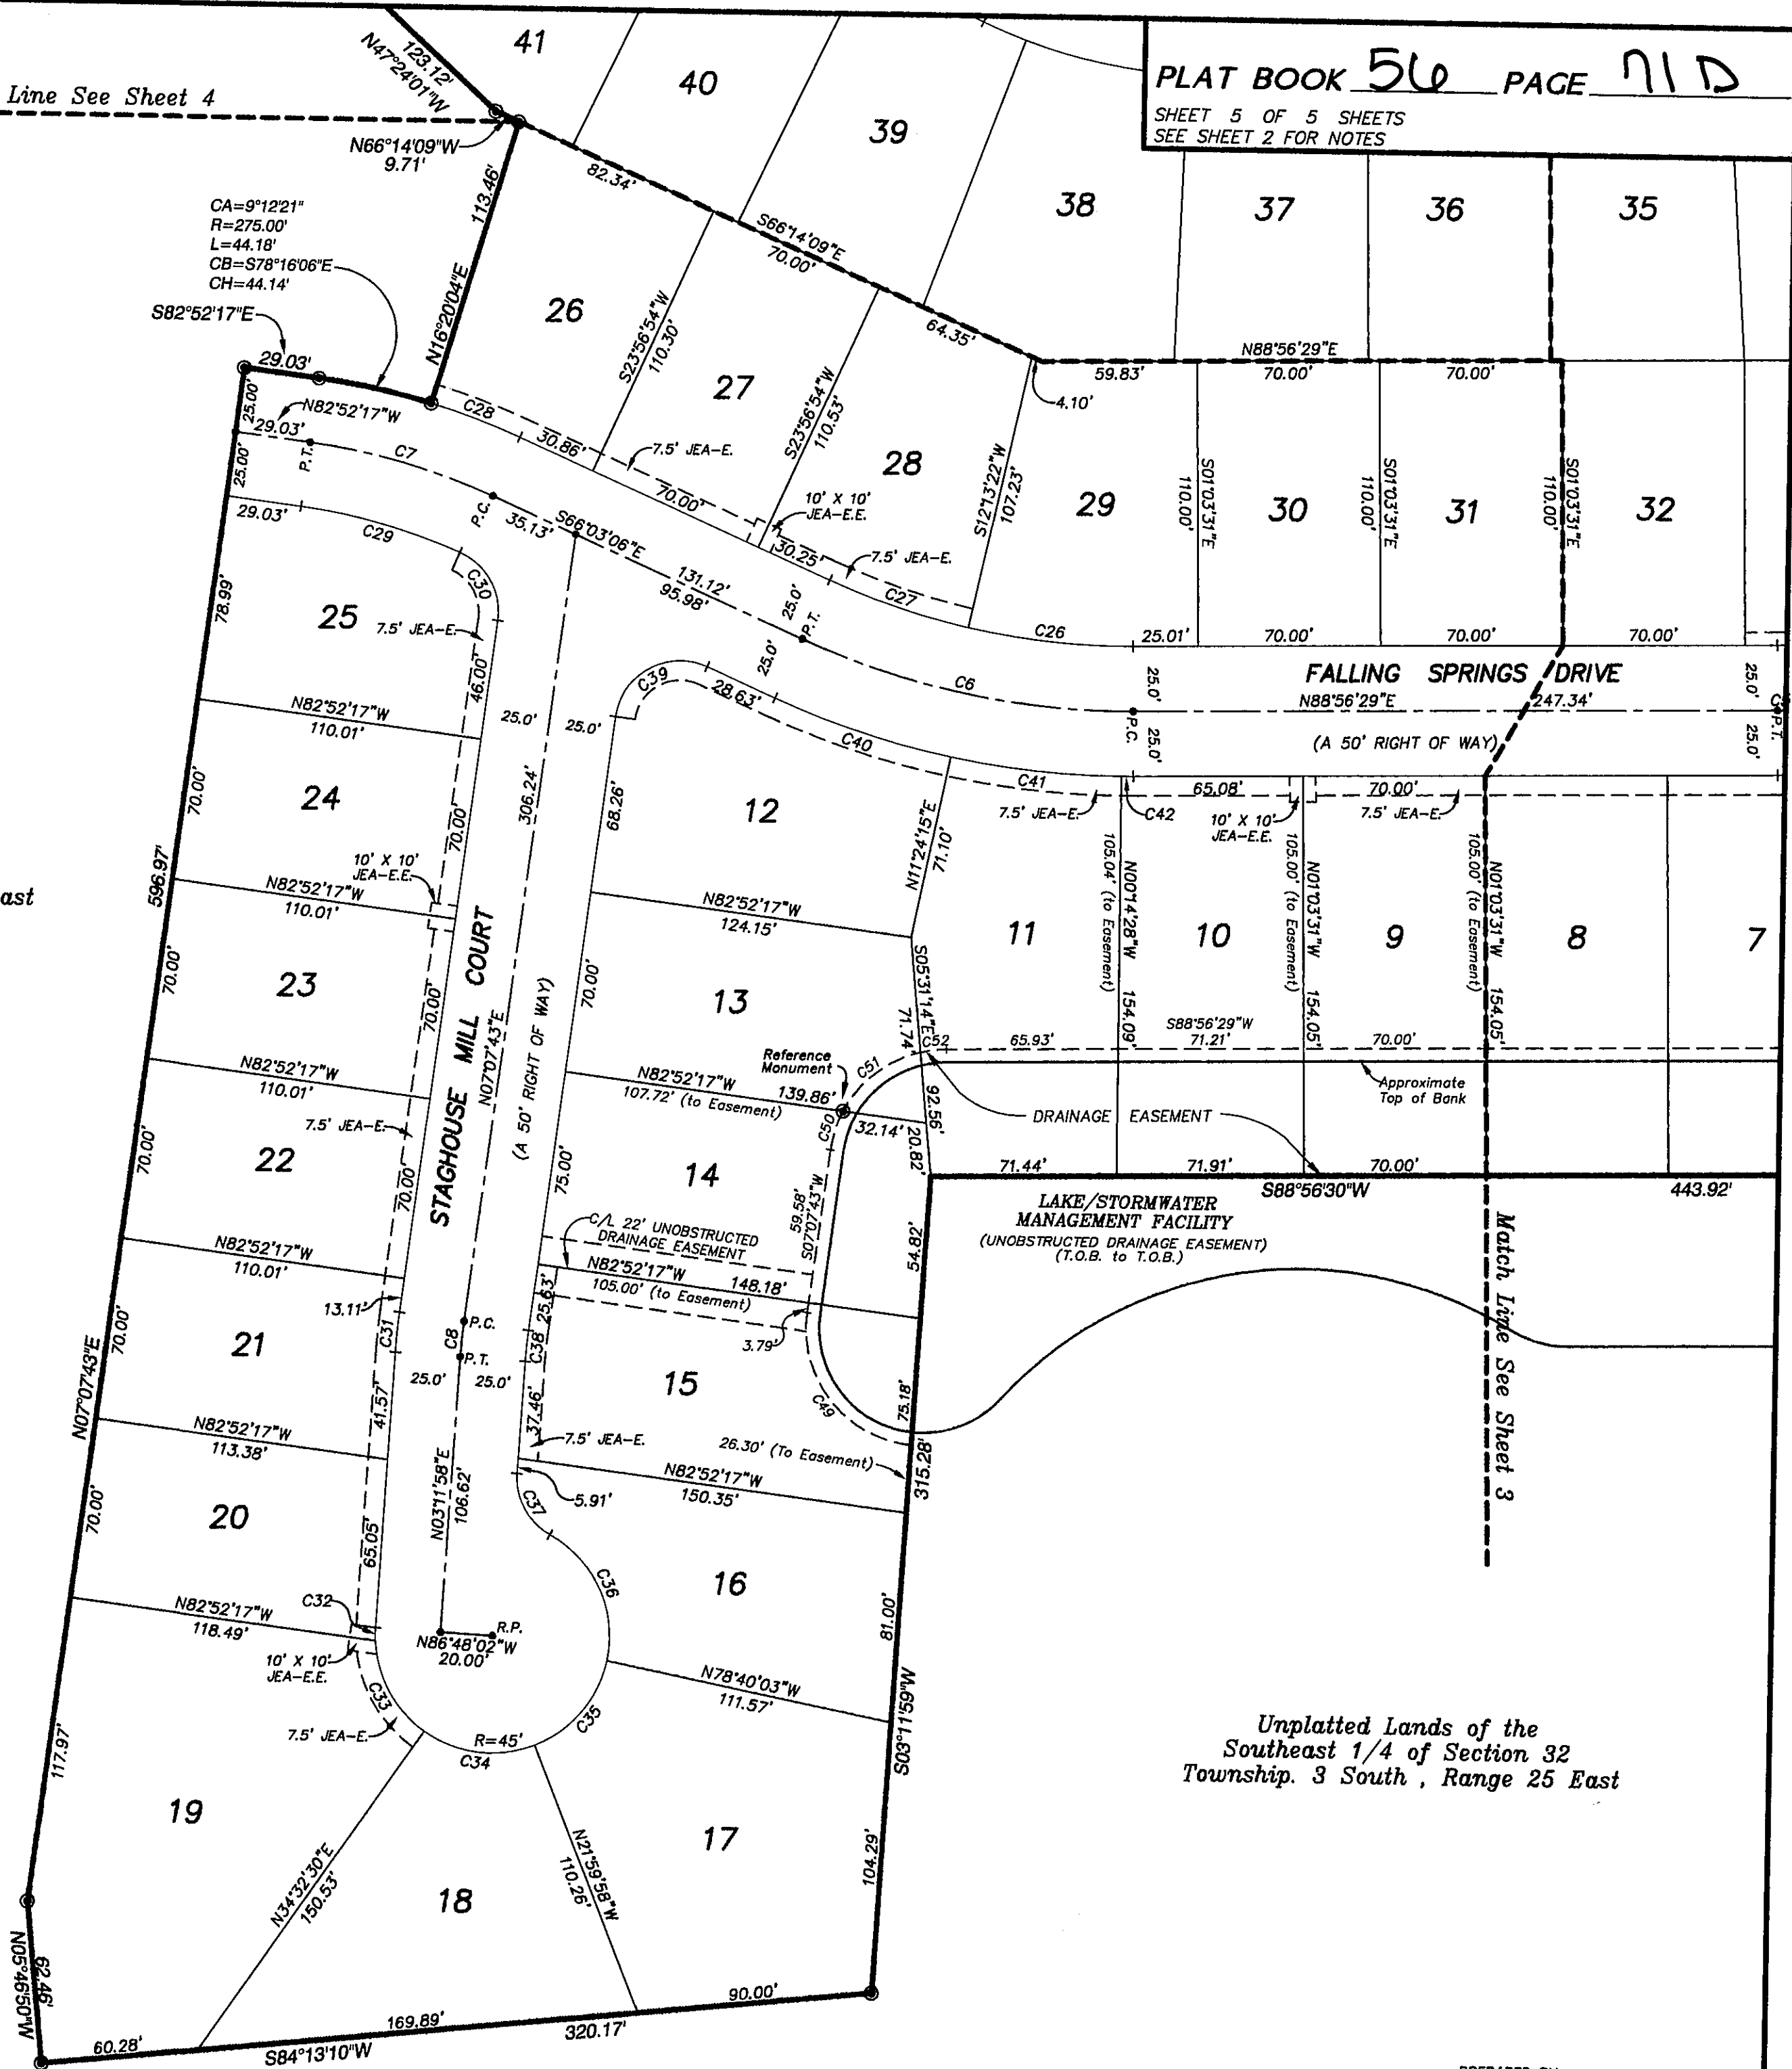 PLAT BOOK 56 PAGE 71D
SHEET 5 OF 5 SHEETS
SEE SHEET 2 FOR NOTES
Line See Sheet 4
123.12'
N47°24'01"W
N66°14'09"W
9.71'
41
40
39
38
37
36
35
82.34'
S66°14'09"E
70.00'
64.35'
113.46'
N16°20'04"E
CA=9°12'21"
R=275.00'
L=44.18'
CB=S78°16'06"E
CH=44.14'
S82°52'17"E
29.03'
25.00'
N82°52'17"W
29.03'
25.00'
P.T.
C7
P.C.
35.13'
S66°03'06"E
131.12'
95.98'
26
S23°56'54"W
110.30'
27
S23°56'54"W
110.53'
28
S12°13'22"W
107.23'
29
C28
30.86'
7.5' JEA-E.
70.00'
10' X 10'
JEA-E.E.
30.25'
7.5' JEA-E.
C27
C26
N88°56'29"E
59.83'
70.00'
70.00'
4.10'
S01°03'31"E
110.00'
30
S01°03'31"E
110.00'
31
S01°03'31"E
110.00'
32
25.01'
70.00'
70.00'
70.00'
25.0'
P.T.
25.0'
C6
25.0'
P.C.
25.0'
FALLING SPRINGS DRIVE
N88°56'29"E
247.34'
(A 50' RIGHT OF WAY)
25.0'
P.T.
25.0'
29.03'
C29
C30
78.99'
25
7.5' JEA-E.
46.00'
N82°52'17"W
110.01'
25.0'
25.0'
C39
28.63'
C40
C41
7.5' JEA-E.
C42
65.08'
10' X 10'
JEA-E.E.
70.00'
7.5' JEA-E.
70.00'
24
70.00'
306.24'
68.26'
12
N11°24'15"E
71.10'
596.97'
10' X 10'
JEA-E.E.
N82°52'17"W
110.01'
N82°52'17"W
124.15'
ast
11
105.04' (to Easement)
N00°14'28"W
154.09'
10
105.00' (to Easement)
N01°03'31"W
154.05'
9
105.00' (to Easement)
N01°03'31"W
154.05'
8
7
70.00'
23
70.00'
STAGHOUSE MILL COURT
N07°07'43"E
(A 50' RIGHT OF WAY)
70.00'
13
S05°31'14"E
71.74'
C52
65.93'
S88°56'29"W
71.21'
70.00'
N82°52'17"W
110.01'
Reference
Monument
C51
N82°52'17"W
139.86'
107.72' (to Easement)
C50
32.14'
92.56'
20.82'
DRAINAGE EASEMENT
Approximate
Top of Bank
7.5' JEA-E.
70.00'
22
70.00'
75.00'
14
59.58'
S07°07'43"W
71.44'
71.91'
70.00'
S88°56'30"W
443.92'
LAKE/STORMWATER
MANAGEMENT FACILITY
(UNOBSTRUCTED DRAINAGE EASEMENT)
(T.O.B. to T.O.B.)
N82°52'17"W
110.01'
C/L 22' UNOBSTRUCTED
DRAINAGE EASEMENT
N82°52'17"W
148.18'
105.00' (to Easement)
54.82'
13.11'
25.63'
3.79'
70.00'
21
C31
C8
P.C.
P.T.
C38
25.0'
25.0'
15
C49
75.18'
Match Line See Sheet 3
N07°07'43"E
41.57'
37.46'
7.5' JEA-E.
26.30' (To Easement)
315.28'
N82°52'17"W
113.38'
N82°52'17"W
150.35'
5.91'
C37
70.00'
20
65.05'
N03°11'58"E
106.62'
C36
16
81.00'
C32
N82°52'17"W
118.49'
R.P.
N86°48'02"W
20.00'
10' X 10'
JEA-E.E.
C33
7.5' JEA-E.
N78°40'03"W
111.57'
C35
R=45'
C34
S03°11'59"W
117.97'
19
17
104.29'
N34°32'30"E
150.53'
18
N21°59'58"W
110.26'
Unplatted Lands of the
Southeast 1/4 of Section 32
Township. 3 South , Range 25 East
N05°46'50"W
62.46'
60.28'
169.89'
90.00'
S84°13'10"W
320.17'